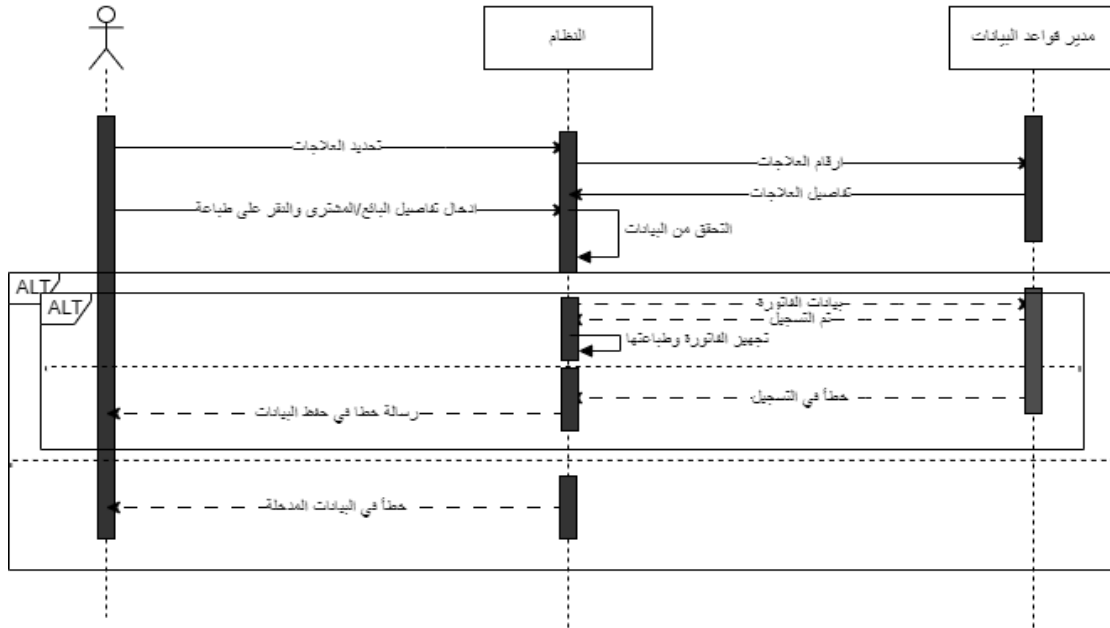 النظام
مدير قواعد البيانات
تحديد العلاجات
ارقام العلاجات
تفاصيل العلاجات
ادخال تفاصيل البائع/المشترى والنقر على طباعة
التحقق من البيانات
ALT
ALT
بيانات الفاتورة
تم التسجيل
تجهيز الفاتورة وطباعتها
خطأ في التسجيل
رسالة خطا في حفظ البيانات
خطأ في البيانات المدخلة